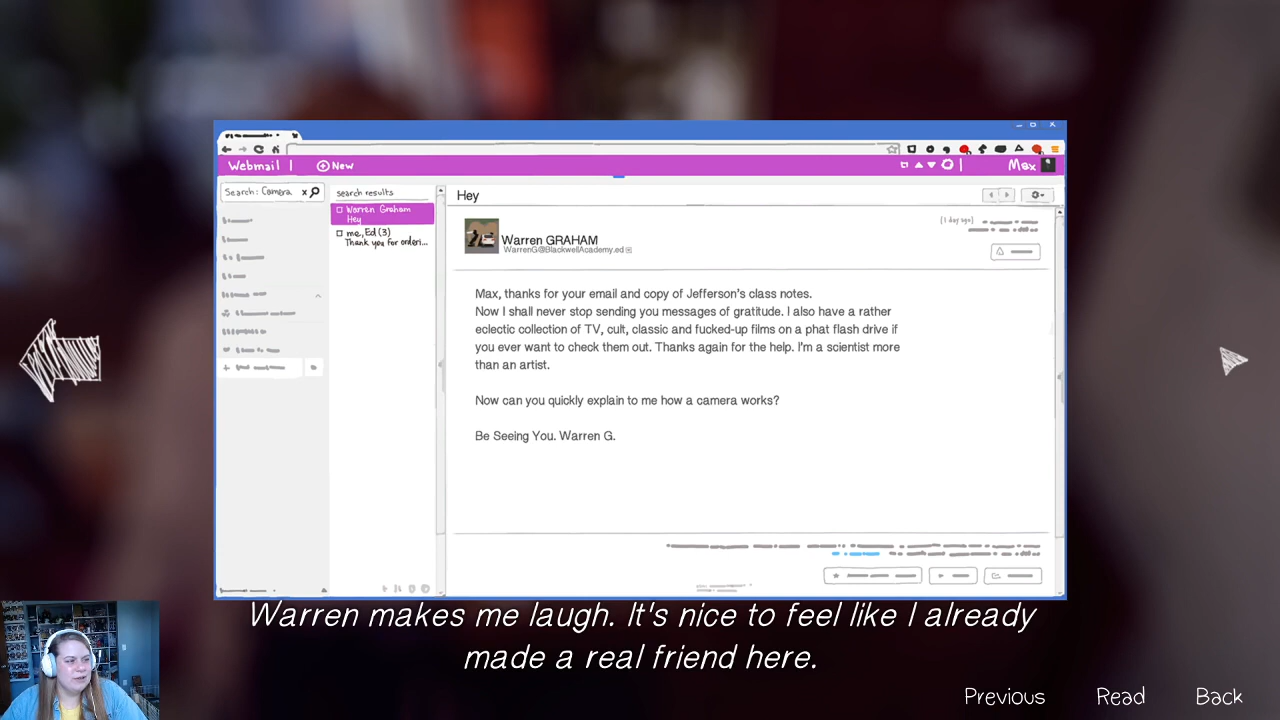 Webmail |
New
Max
Search: Camera x
search results
Hey
Warren Graham
Hey
me, Ed (3)
Thank you for orderi...
(1 day ago)
Warren GRAHAM
WarrenG@BlackwellAcademy.ed
Max, thanks for your email and copy of Jefferson's class notes.
Now I shall never stop sending you messages of gratitude. I also have a rather
eclectic collection of TV, cult, classic and fucked-up films on a phat flash drive if
you ever want to check them out. Thanks again for the help. I'm a scientist more
than an artist.
Now can you quickly explain to me how a camera works?
Be Seeing You. Warren G.
Warren makes me laugh. It's nice to feel like I already
made a real friend here.
Previous
Read
Back